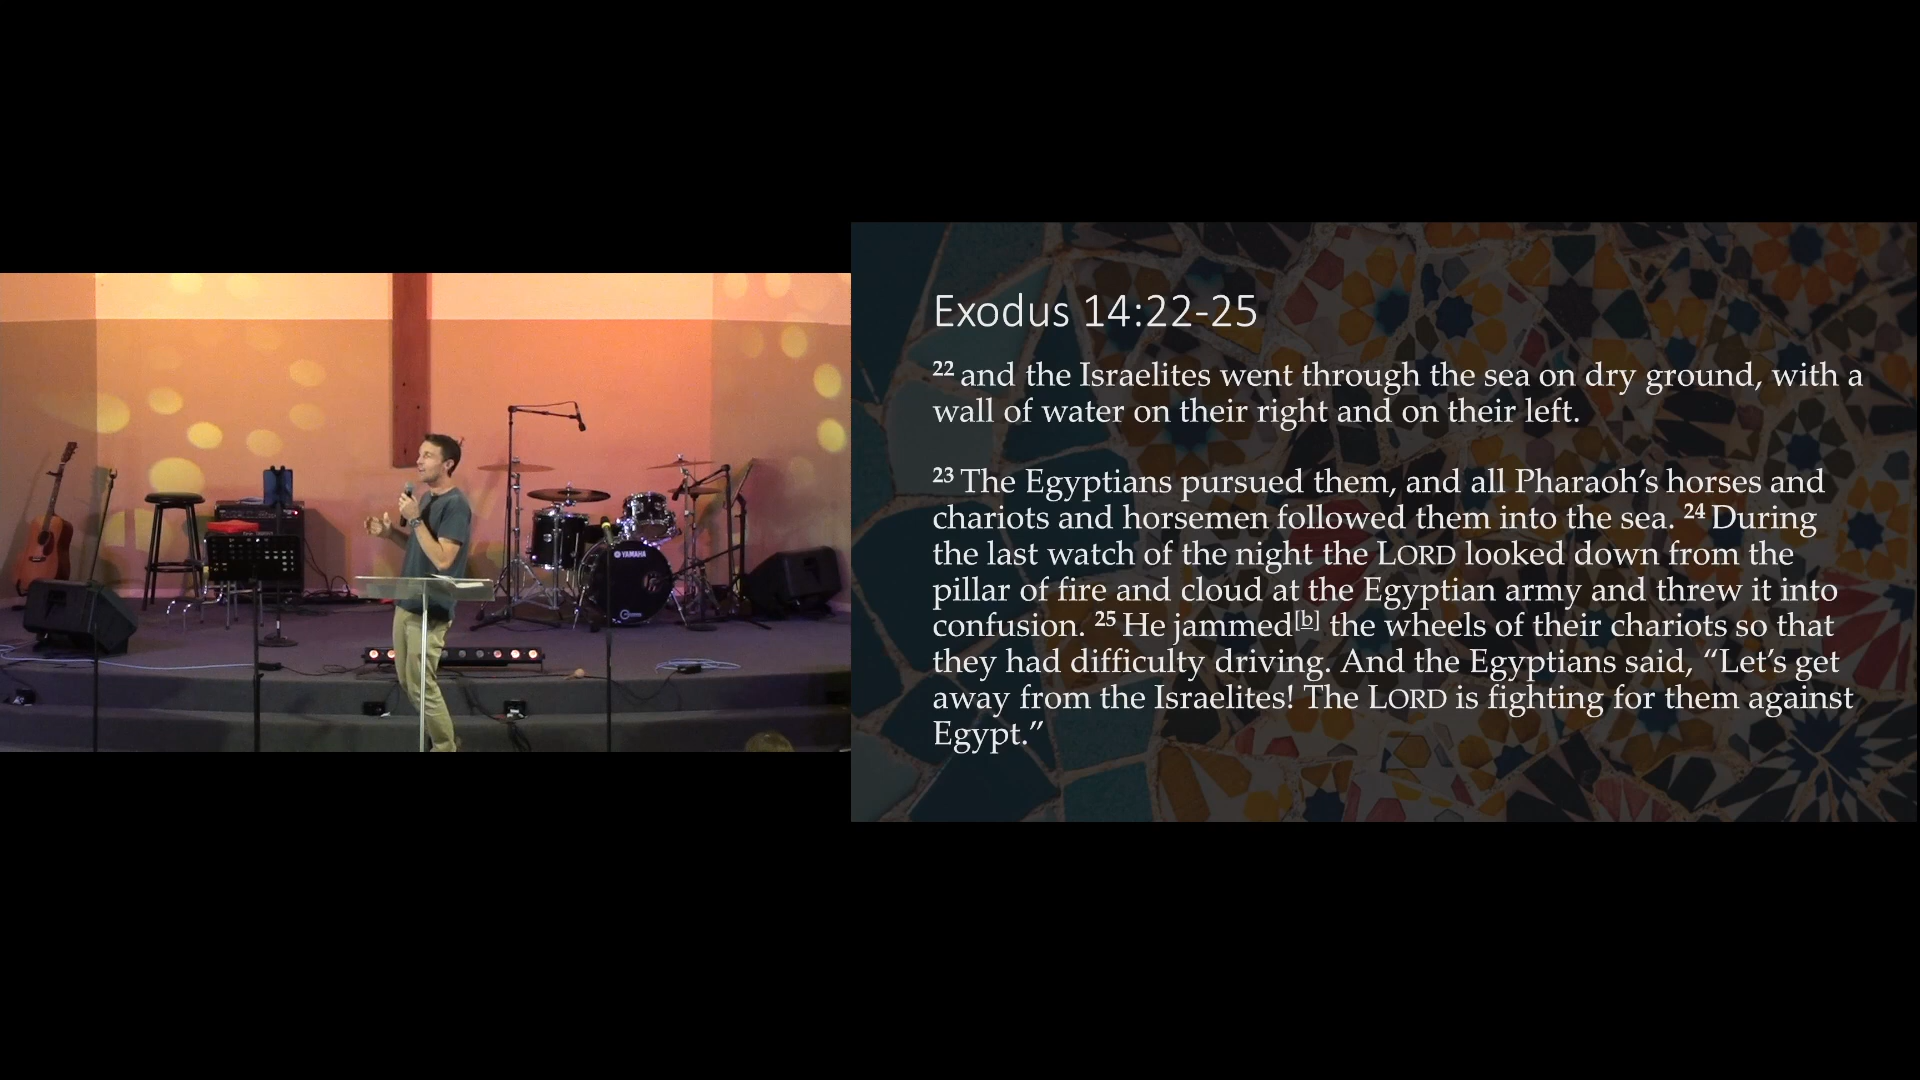 Exodus 14:22-25
22 and the Israelites went through the sea on dry ground, with a
wall of water on their right and on their left.
23 The Egyptians pursued them, and all Pharaoh’s horses and
chariots and horsemen followed them into the sea. 24 During
the last watch of the night the LORD looked down from the
pillar of fire and cloud at the Egyptian army and threw it into
confusion. 25 He jammed[b] the wheels of their chariots so that
they had difficulty driving. And the Egyptians said, “Let’s get
away from the Israelites! The LORD is fighting for them against
Egypt.”
YAMAHA